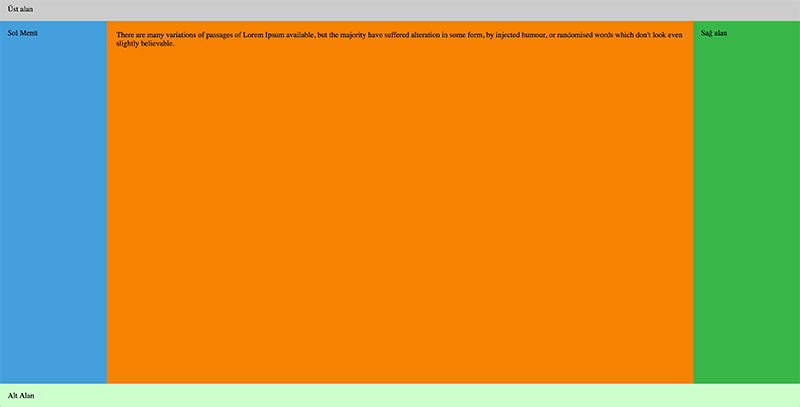 Üst alan
Sol Menü
There are many variations of passages of Lorem Ipsum available, but the majority have suffered alteration in some form, by injected humour, or randomised words which don't look even
slightly believable.
Sağ alan
Alt Alan